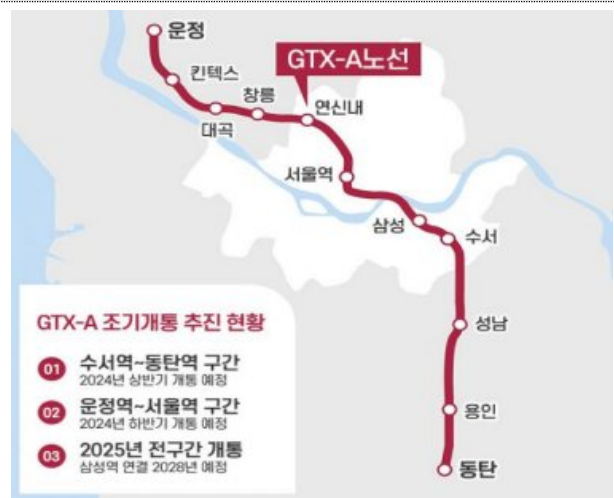 운정
GTX-A노선
킨텍스
창릉
연신내
대곡
서울역
삼성
수서
성남
용인
동탄
GTX-A 조기개통 추진 현황
01 수서역~동탄역 구간
2024년 상반기 개통 예정
02 운정역~서울역 구간
2024년 하반기 개통 예정
03 2025년 전구간 개통
삼성역 연결 2028년 예정